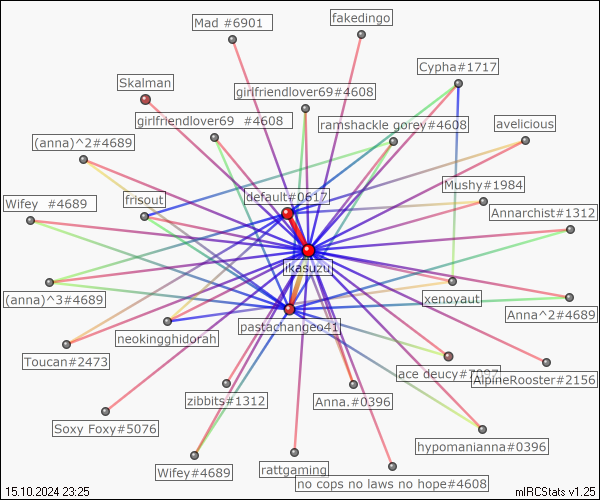 Mad #6901
fakedingo
Cypha#1717
Skalman
girlfriendlover69#4608
girlfriendlover69  #4608
ramshackle gorey#4608
avelicious
(anna)^2#4689
Mushy#1984
default#0617
frisout
Wifey  #4689
Annarchist#1312
ikasuzu
(anna)^3#4689
xenoyaut
Anna^2#4689
pastachangeo41
neokingghidorah
Toucan#2473
ace deucy
AlpineRooster#2156
zibbits#1312
Anna.#0396
Soxy Foxy#5076
hypomanianna#0396
Wifey#4689
rattgaming
no cops no laws no hope#4608
15.10.2024 23:25
mIRCStats v1.25